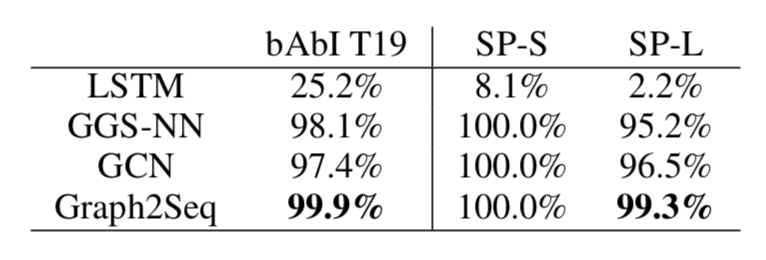 bAbI T19 SP-S SP-L
LSTM 25.2% 8.1% 2.2%
GGS-NN 98.1% 100.0% 95.2%
GCN 97.4% 100.0% 96.5%
Graph2Seq 99.9% 100.0% 99.3%